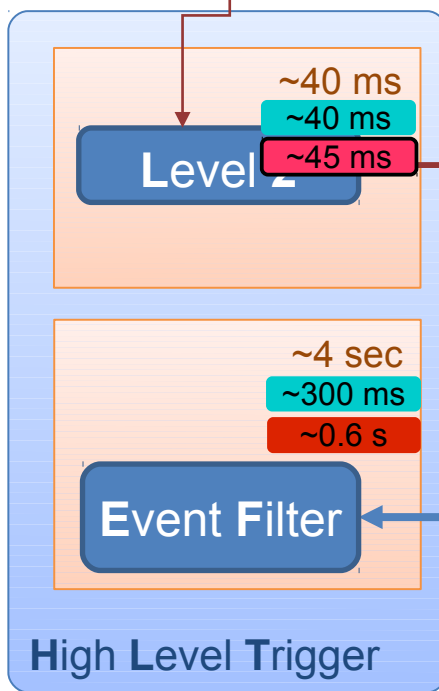 ~40 ms
~40 ms
~45 ms
Level 2
~4 sec
~300 ms
~0.6 s
Event Filter
High Level Trigger